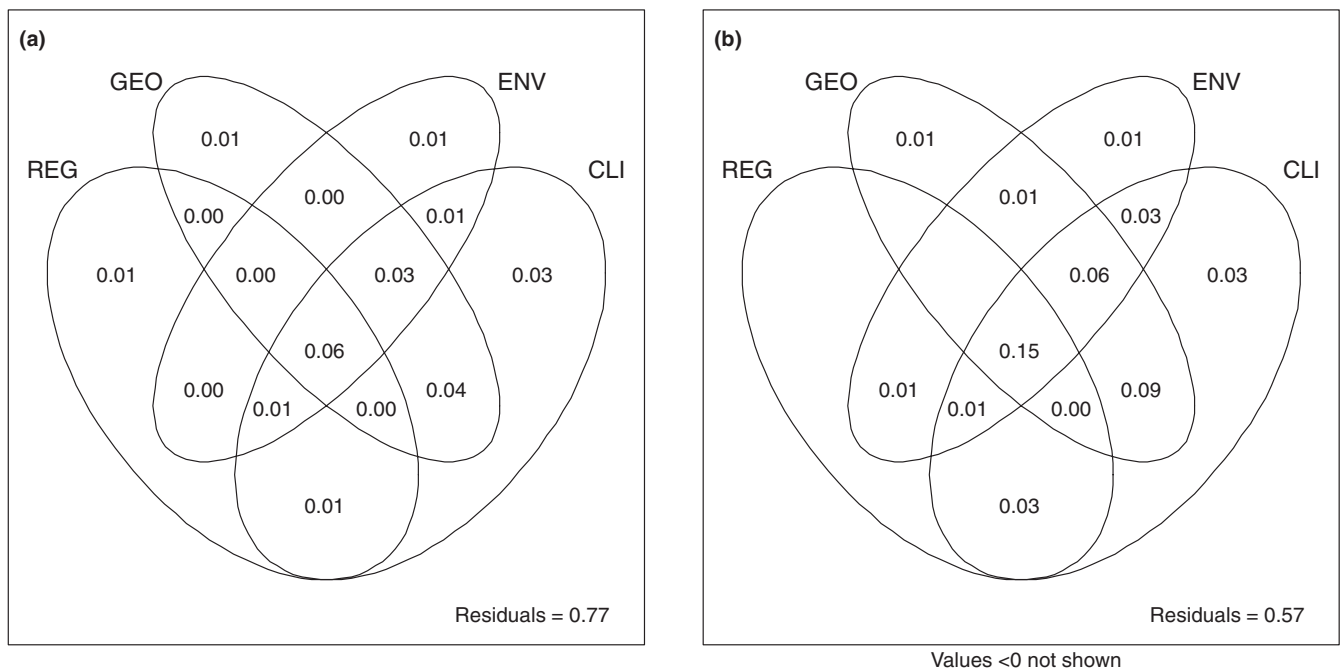 (a)
GEO ENV
REG CLI
0.01 0.01
0.00
0.00 0.01
0.01 0.00 0.03 0.03
0.06
0.00 0.04
0.01 0.00
0.01
Residuals = 0.77
(b)
GEO ENV
REG CLI
0.01 0.01
0.01
0.03
0.06 0.03
0.15
0.01 0.09
0.01 0.00
0.03
Residuals = 0.57
Values <0 not shown